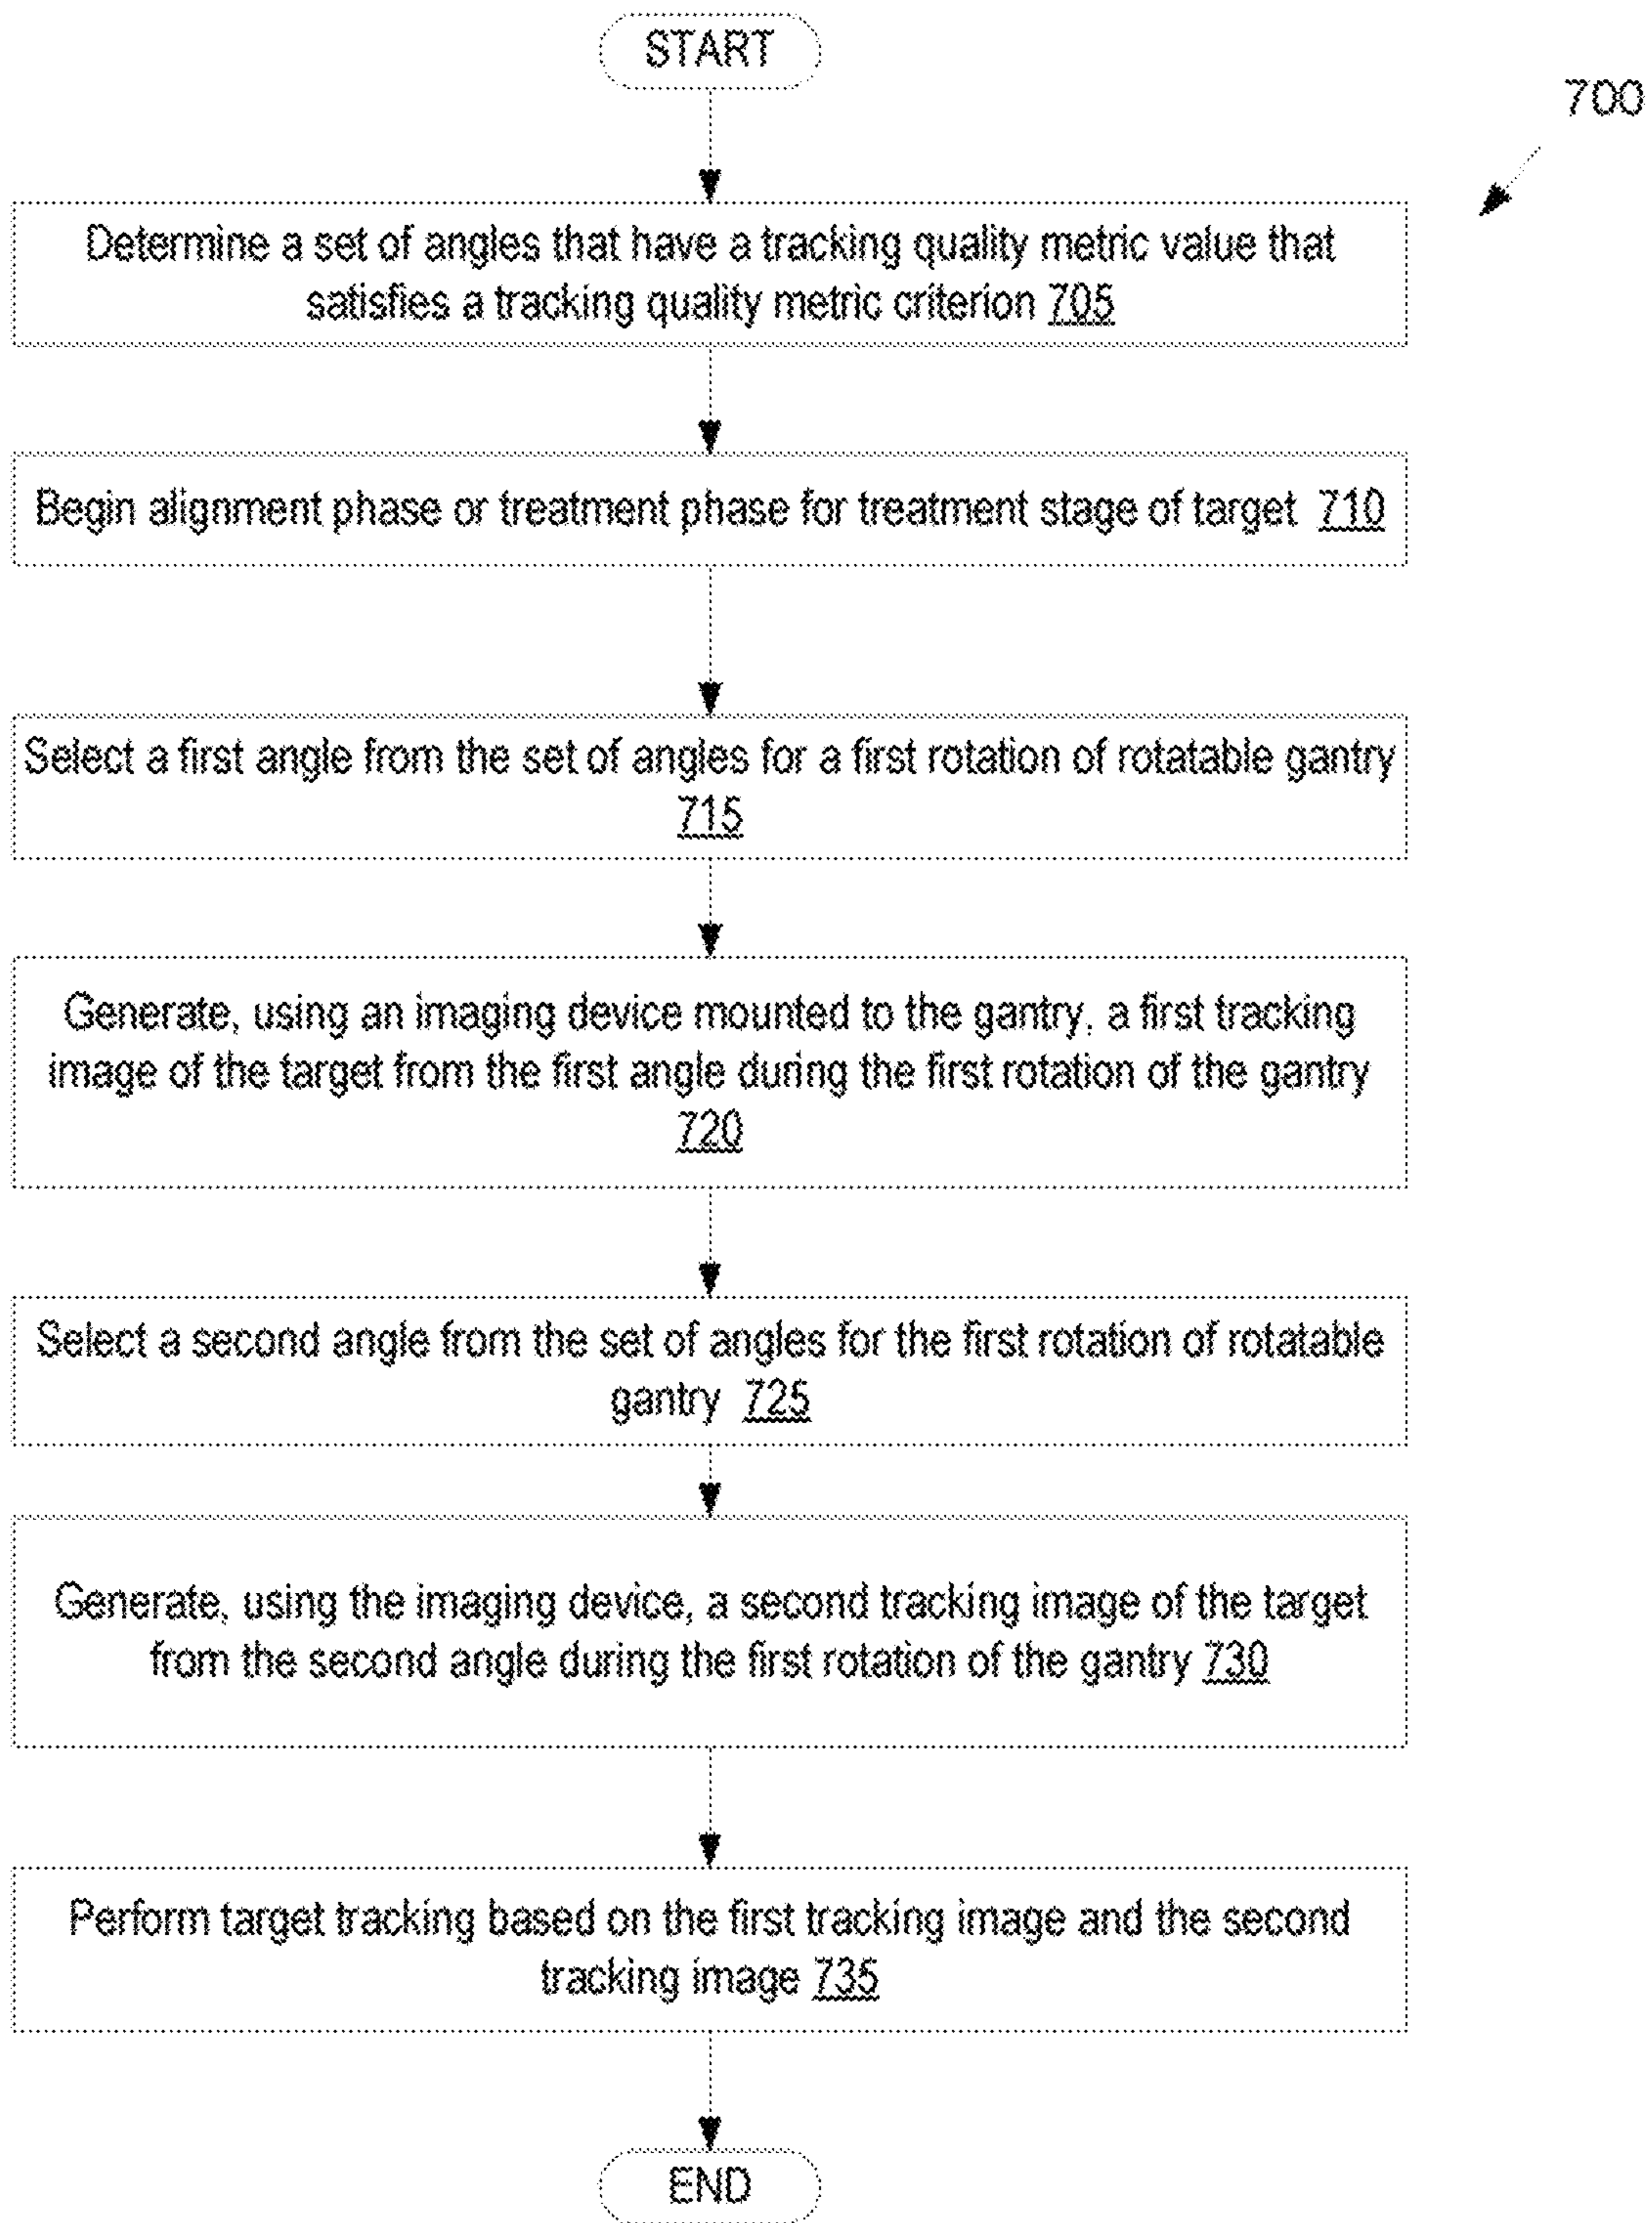 START
700
Determine a set of angles that have a tracking quality metric value that
satisfies a tracking quality metric criterion 705
Begin alignment phase or treatment phase for treatment stage of target 710
Select a first angle from the set of angles for a first rotation of rotatable gantry
715
Generate, using an imaging device mounted to the gantry, a first tracking
image of the target from the first angle during the first rotation of the gantry
720
Select a second angle from the set of angles for the first rotation of rotatable
gantry 725
Generate, using the imaging device, a second tracking image of the target
from the second angle during the first rotation of the gantry 730
Perform target tracking based on the first tracking image and the second
tracking image 735
END